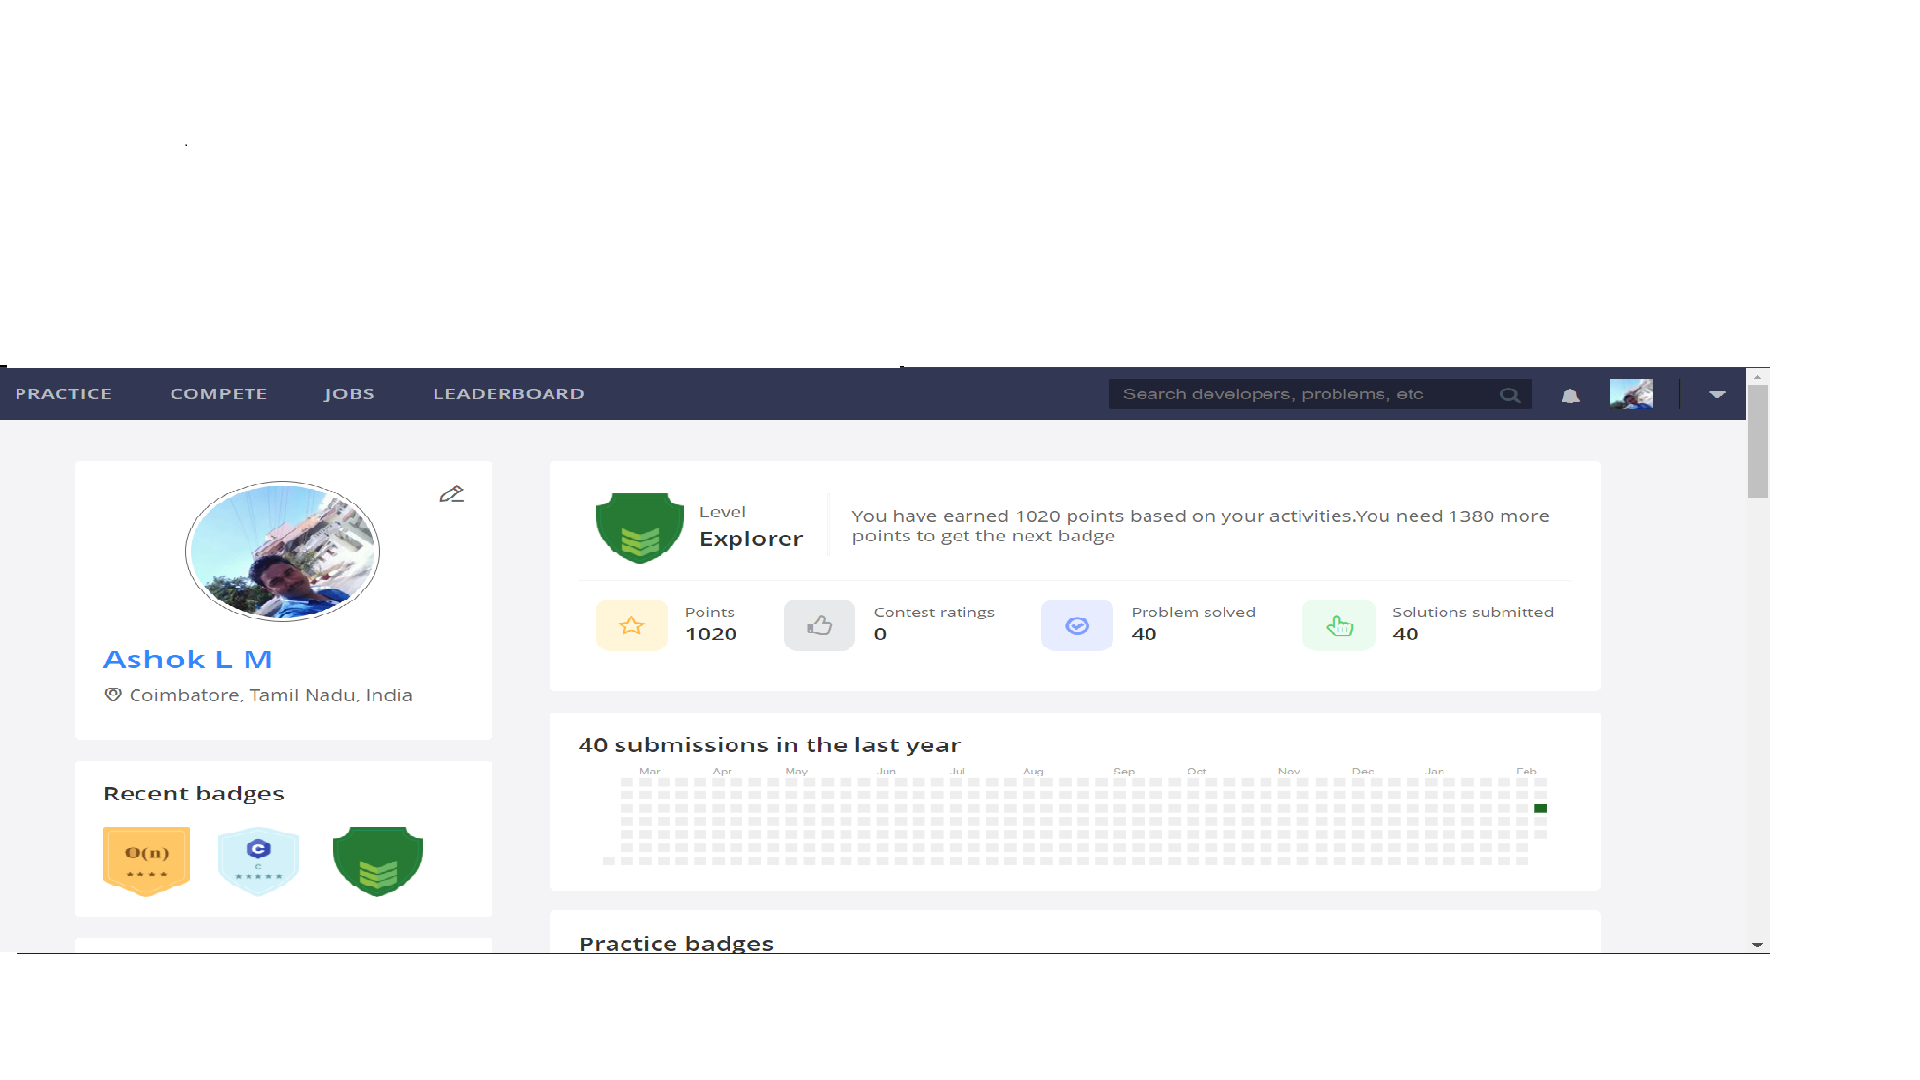 PRACTICE COMPETE JOBS LEADERBOARD Search developers, problems, etc
Ashok L M
Coimbatore, Tamil Nadu, India
Recent badges
O(n)
C
C
Level
Explorer
You have earned 1020 points based on your activities.You need 1380 more
points to get the next badge
Points
1020
Contest ratings
0
Problem solved
40
Solutions submitted
40
40 submissions in the last year
Mar Apr May Jun Jul Aug Sep Oct Nov Dec Jan Feb
Practice badges